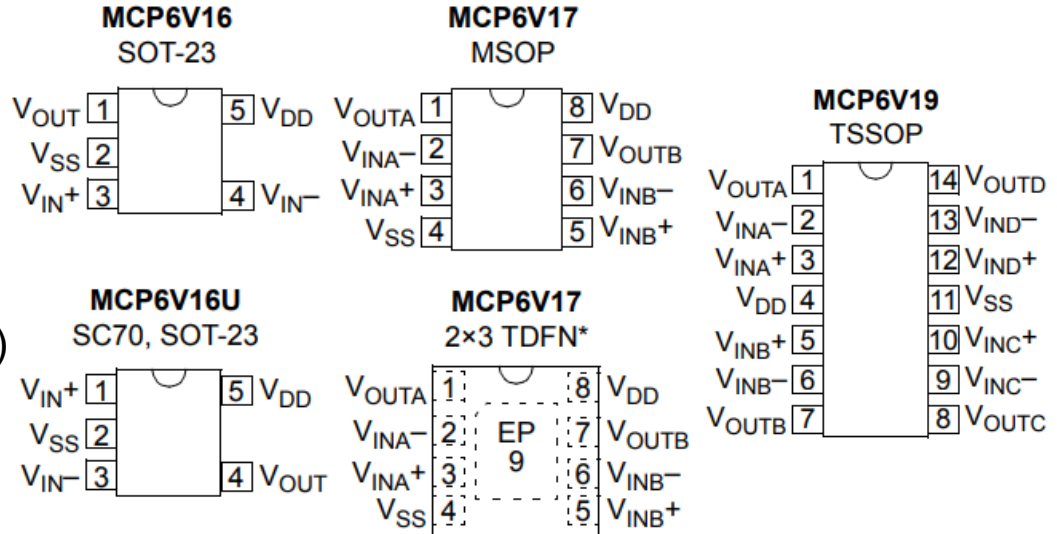 MCP6V16
SOT-23
VOUT 1 5 VDD
VSS 2
VIN+ 3 4 VIN–
MCP6V17
MSOP
VOUTA 1 8 VDD
VINA– 2 7 VOUTB
VINA+ 3 6 VINB–
VSS 4 5 VINB+
MCP6V19
TSSOP
VOUTA 1 14 VOUTD
VINA– 2 13 VIND–
VINA+ 3 12 VIND+
VDD 4 11 VSS
VINB+ 5 10 VINC+
VINB– 6 9 VINC–
VOUTB 7 8 VOUTC
)
MCP6V16U
SC70, SOT-23
VIN+ 1 5 VDD
VSS 2
VIN– 3 4 VOUT
MCP6V17
2×3 TDFN*
VOUTA 1 8 VDD
VINA– 2 EP 7 VOUTB
VINA+ 3 9 6 VINB–
VSS 4 5 VINB+